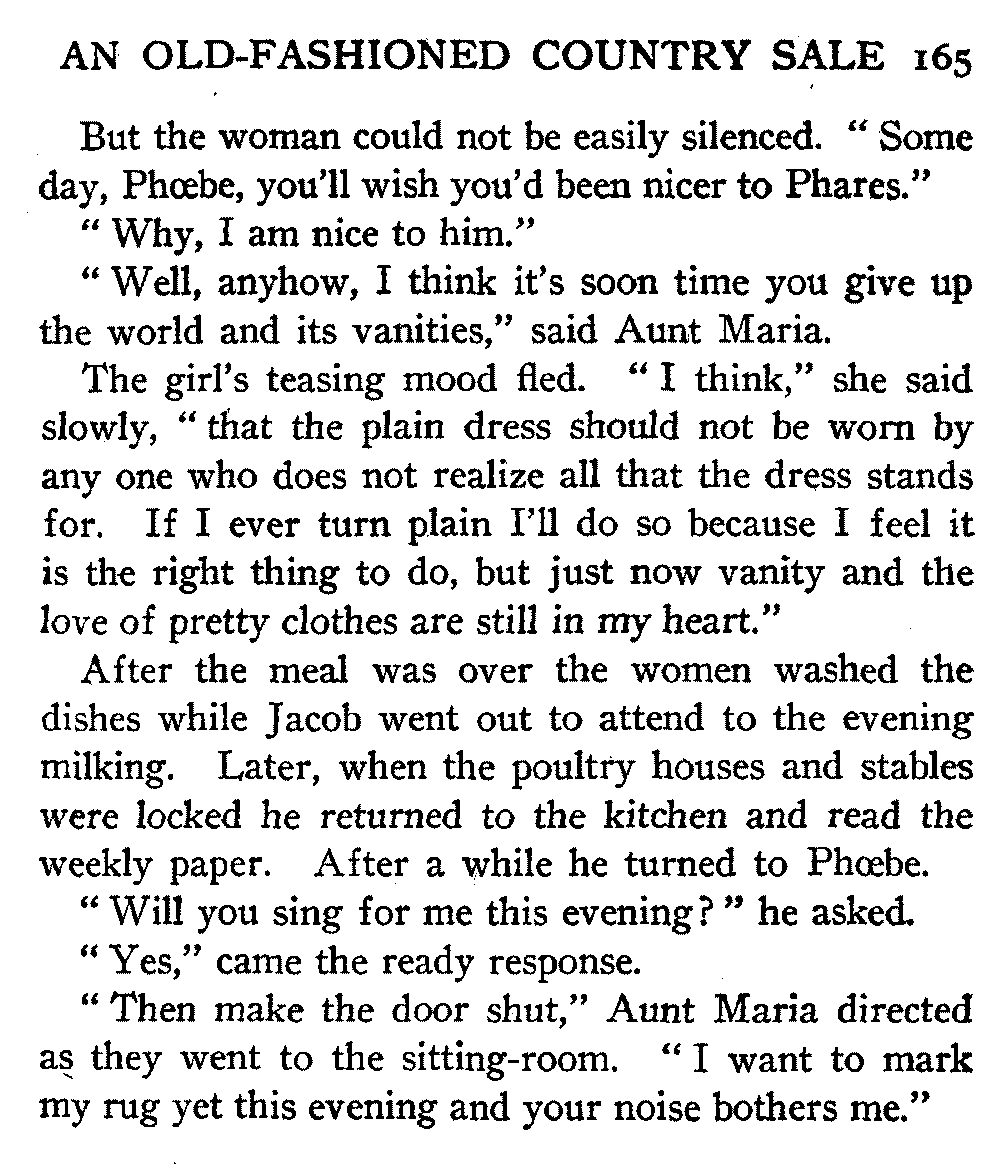 AN OLD-FASHIONED COUNTRY SALE 165
But the woman could not be easily silenced. “ Some
day, Phœbe, you’ll wish you’d been nicer to Phares.”
“ Why, I am nice to him.”
“ Well, anyhow, I think it’s soon time you give up
the world and its vanities,” said Aunt Maria.
The girl’s teasing mood fled. “ I think,” she said
slowly, “ that the plain dress should not be worn by
any one who does not realize all that the dress stands
for. If I ever turn plain I’ll do so because I feel it
is the right thing to do, but just now vanity and the
love of pretty clothes are still in my heart.”
After the meal was over the women washed the
dishes while Jacob went out to attend to the evening
milking. Later, when the poultry houses and stables
were locked he returned to the kitchen and read the
weekly paper. After a while he turned to Phœbe.
“ Will you sing for me this evening? ” he asked.
“ Yes,” came the ready response.
“ Then make the door shut,” Aunt Maria directed
as they went to the sitting-room. “ I want to mark
my rug yet this evening and your noise bothers me.”